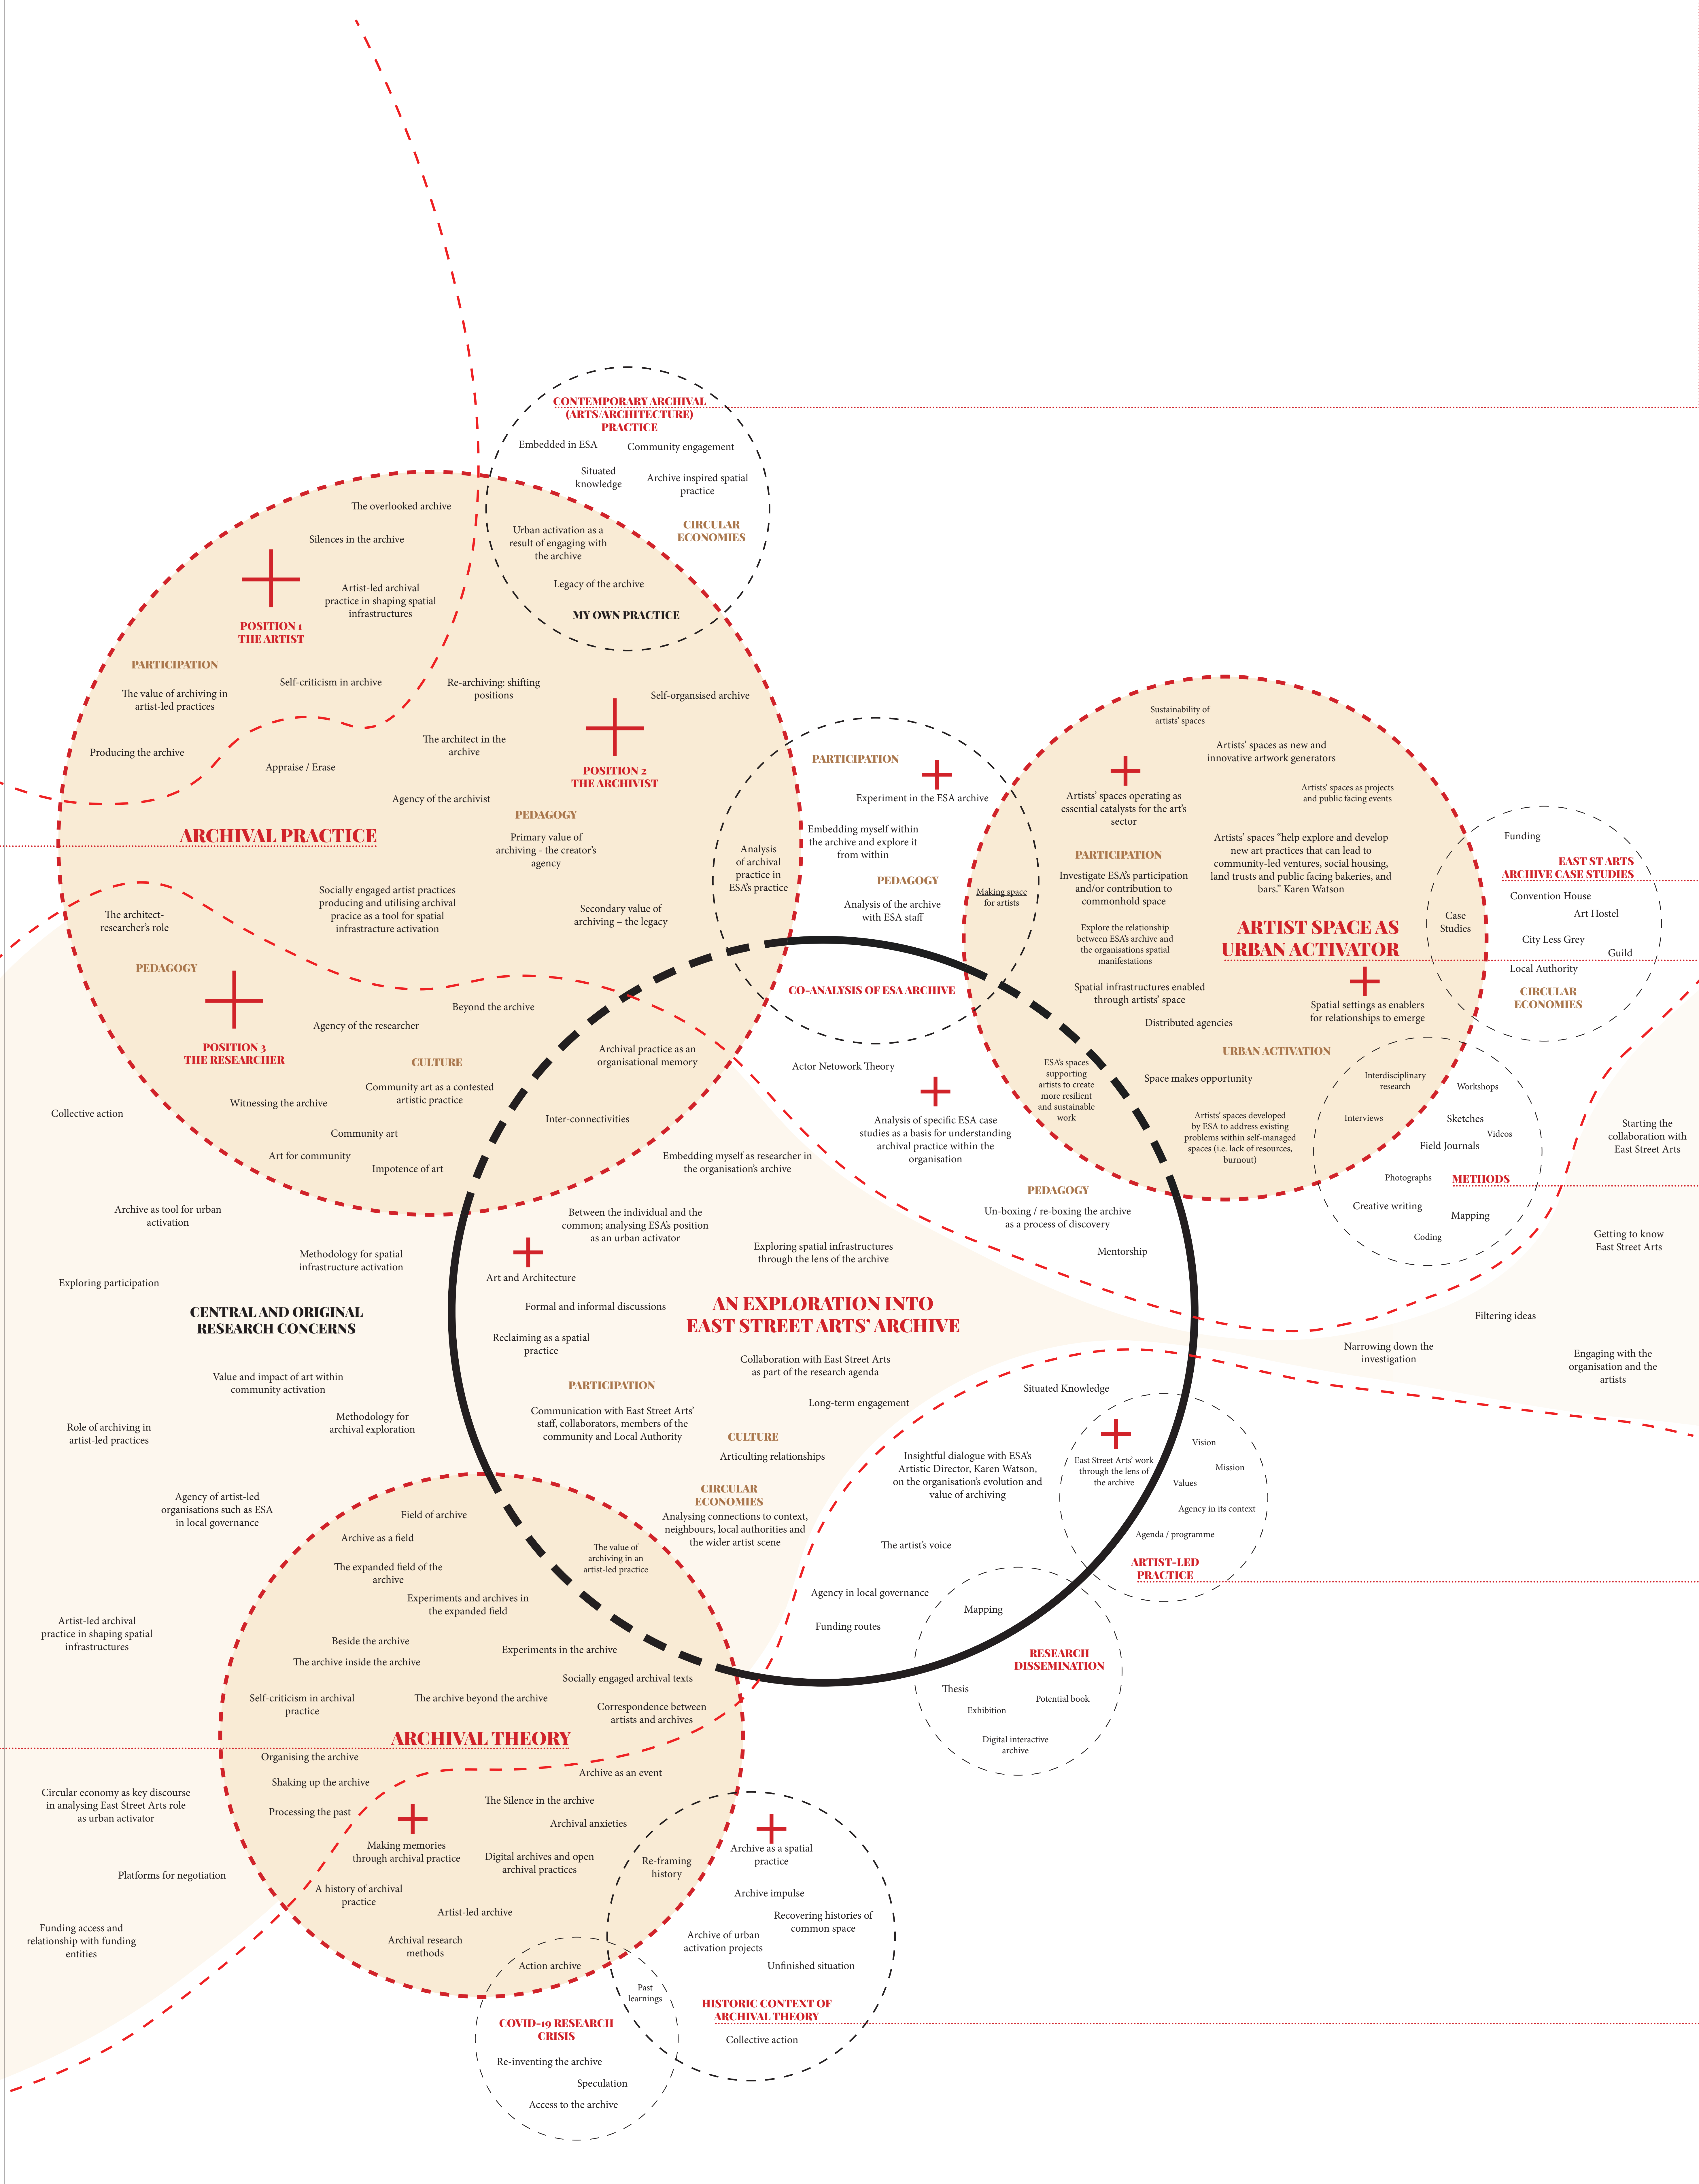 CONTEMPORARY ARCHIVAL
(ARTS/ARCHITECTURE)
PRACTICE
Embedded in ESA
Community engagement
Situated
knowledge
Archive inspired spatial
practice
CIRCULAR
ECONOMIES
Urban activation as a
result of engaging with
the archive
Legacy of the archive
MY OWN PRACTICE
The overlooked archive
Silences in the archive
Artist-led archival
practice in shaping spatial
infrastructures
POSITION 1
THE ARTIST
PARTICIPATION
The value of archiving in
artist-led practices
Self-criticism in archive
Producing the archive
Appraise / Erase
Re-archiving: shifting
positions
Self-organsised archive
The architect in the
archive
POSITION 2
THE ARCHIVIST
Agency of the archivist
PEDAGOGY
Primary value of
archiving - the creator's
agency
ARCHIVAL PRACTICE
Socially engaged artist practices
producing and utilising archival
pracice as a tool for spatial
infrastracture activation
Secondary value of
archiving – the legacy
The architect-
researcher's role
PEDAGOGY
POSITION 3
THE RESEARCHER
Beyond the archive
Agency of the researcher
CULTURE
Community art as a contested
artistic practice
Archival practice as an
organisational memory
Witnessing the archive
Inter-connectivities
Community art
Art for community
Impotence of art
Analysis
of archival
practice in
ESA's practice
PARTICIPATION
Experiment in the ESA archive
Embedding myself within
the archive and explore it
from within
PEDAGOGY
Analysis of the archive
with ESA staff
Making space
for artists
CO-ANALYSIS OF ESA ARCHIVE
Sustainability of
artists' spaces
Artists' spaces as new and
innovative artwork generators
Artists' spaces operating as
essential catalysts for the art's
sector
Artists' spaces as projects
and public facing events
Artists' spaces “help explore and develop
new art practices that can lead to
community-led ventures, social housing,
land trusts and public facing bakeries, and
bars.” Karen Watson
PARTICIPATION
Investigate ESA's participation
and/or contribution to
commonhold space
Explore the relationship
between ESA's archive and
the organisations spatial
manifestations
ARTIST SPACE AS
URBAN ACTIVATOR
Spatial infrastructures enabled
through artists' space
Spatial settings as enablers
for relationships to emerge
Distributed agencies
URBAN ACTIVATION
ESA's spaces
supporting
artists to create
more resilient
and sustainable
work
Space makes opportunity
Artists' spaces developed
by ESA to address existing
problems within self-managed
spaces (i.e. lack of resources,
burnout)
Funding
EAST ST ARTS
ARCHIVE CASE STUDIES
Convention House
Art Hostel
Case
Studies
City Less Grey
Guild
Local Authority
CIRCULAR
ECONOMIES
Interdisciplinary
research
Workshops
Interviews
Sketches
Videos
Field Journals
Photographs
METHODS
Creative writing
Mapping
Coding
Starting the
collaboration with
East Street Arts
Getting to know
East Street Arts
Filtering ideas
Narrowing down the
investigation
Engaging with the
organisation and the
artists
Actor Netowork Theory
Analysis of specific ESA case
studies as a basis for understanding
archival practice within the
organisation
PEDAGOGY
Un-boxing / re-boxing the archive
as a process of discovery
Mentorship
Embedding myself as researcher in
the organisation's archive
Between the individual and the
common; analysing ESA's position
as an urban activator
Exploring spatial infrastructures
through the lens of the archive
Art and Architecture
Formal and informal discussions
Reclaiming as a spatial
practice
AN EXPLORATION INTO
EAST STREET ARTS' ARCHIVE
Collaboration with East Street Arts
as part of the research agenda
PARTICIPATION
Communication with East Street Arts'
staff, collaborators, members of the
community and Local Authority
Long-term engagement
CULTURE
Articulting relationships
CIRCULAR
ECONOMIES
Analysing connections to context,
neighbours, local authorities and
the wider artist scene
Collective action
Archive as tool for urban
activation
Methodology for spatial
infrastructure activation
Exploring participation
CENTRAL AND ORIGINAL
RESEARCH CONCERNS
Value and impact of art within
community activation
Role of archiving in
artist-led practices
Methodology for
archival exploration
Agency of artist-led
organisations such as ESA
in local governance
Artist-led archival
practice in shaping spatial
infrastructures
Circular economy as key discourse
in analysing East Street Arts role
as urban activator
Platforms for negotiation
Funding access and
relationship with funding
entities
Situated Knowledge
Insightful dialogue with ESA's
Artistic Director, Karen Watson,
on the organisation's evolution and
value of archiving
The artist's voice
Agency in local governance
Funding routes
East Street Arts' work
through the lens of
the archive
Vision
Mission
Values
Agency in its context
Agenda / programme
ARTIST-LED
PRACTICE
Mapping
RESEARCH
DISSEMINATION
Thesis
Potential book
Exhibition
Digital interactive
archive
Field of archive
Archive as a field
The expanded field of the
archive
The value of
archiving in an
artist-led practice
Experiments and archives in
the expanded field
Beside the archive
Experiments in the archive
The archive inside the archive
Socially engaged archival texts
Self-criticism in archival
practice
The archive beyond the archive
Correspondence between
artists and archives
ARCHIVAL THEORY
Organising the archive
Shaking up the archive
Archive as an event
Processing the past
The Silence in the archive
Archival anxieties
Making memories
through archival practice
Digital archives and open
archival practices
A history of archival
practice
Artist-led archive
Archival research
methods
Re-framing
history
Archive as a spatial
practice
Archive impulse
Recovering histories of
common space
Archive of urban
activation projects
Unfinished situation
Action archive
Past
learnings
HISTORIC CONTEXT OF
ARCHIVAL THEORY
Collective action
COVID-19 RESEARCH
CRISIS
Re-inventing the archive
Speculation
Access to the archive